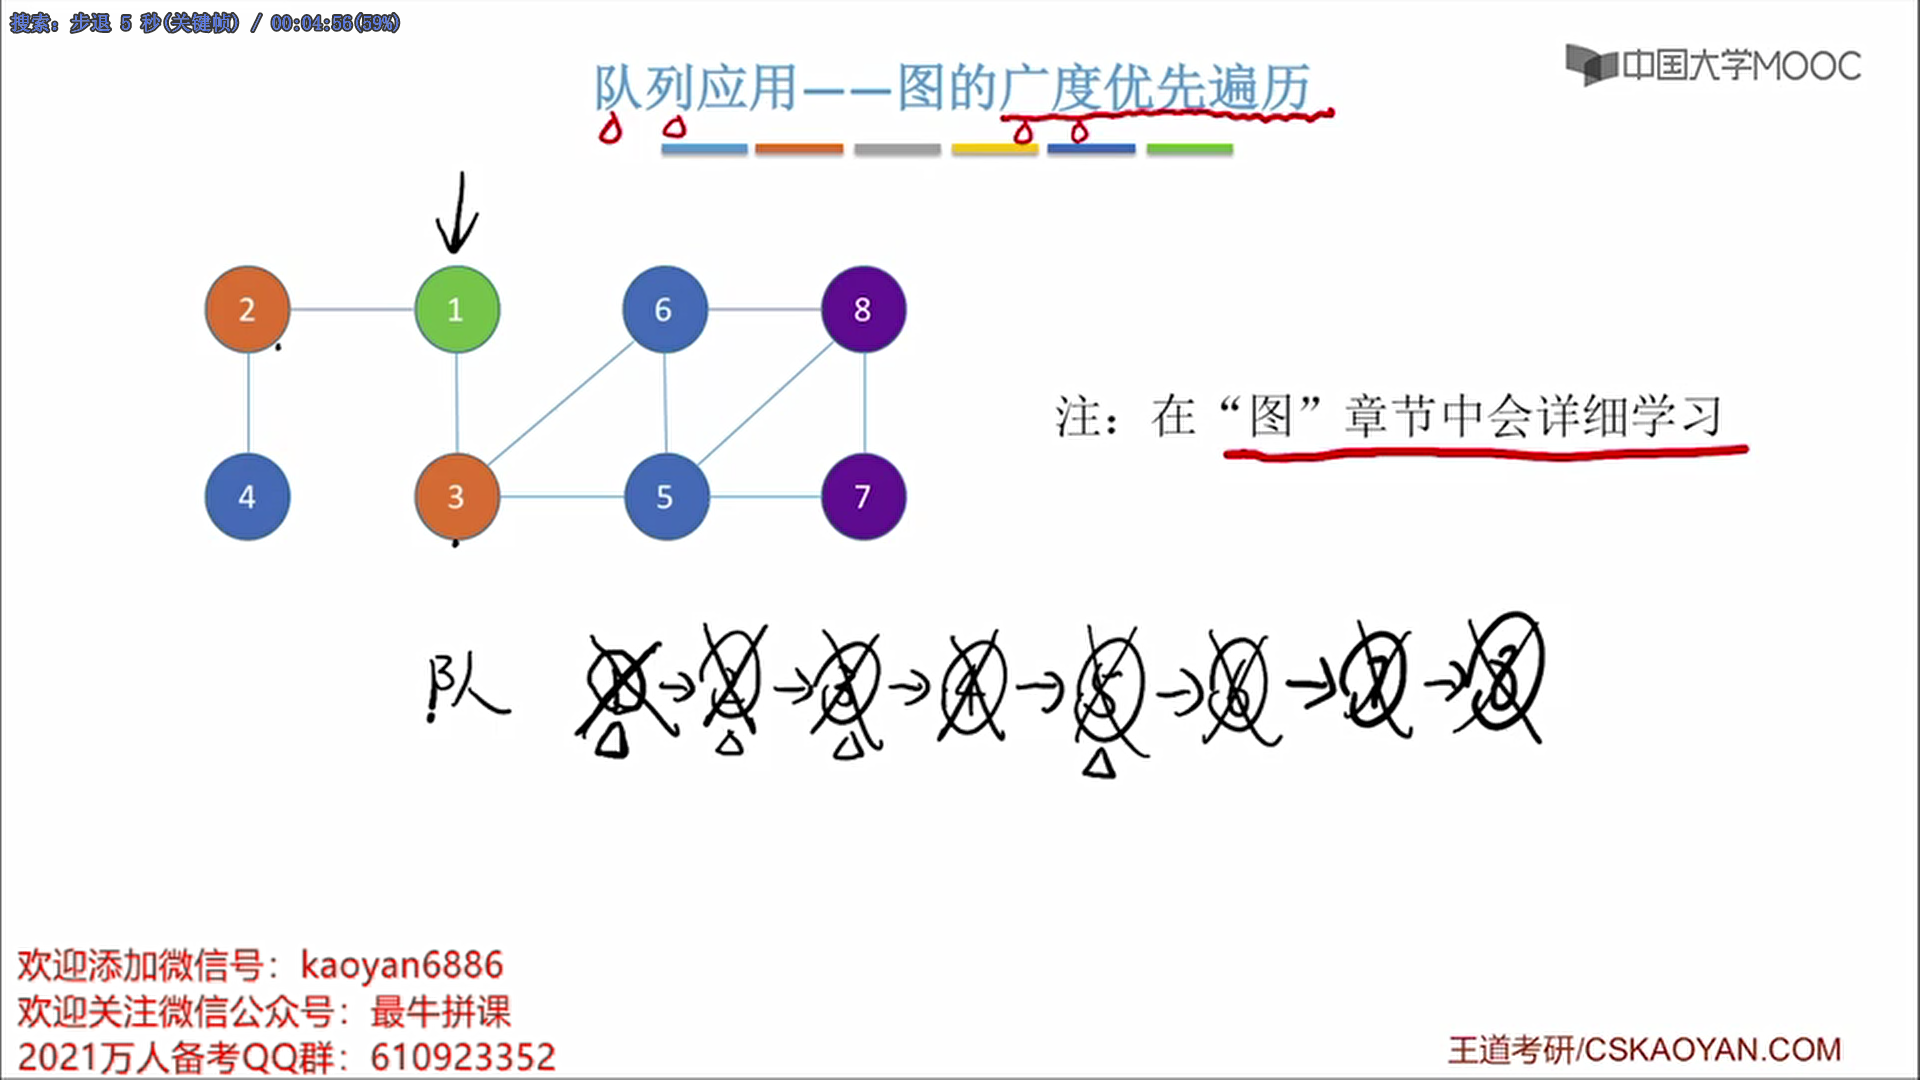 搜索: 步退 5 秒(关键帧) / 00:04:56(59%)
中国大学MOOC
队列应用——图的广度优先遍历
2 1 6 8
注：在“图”章节中会详细学习
4 3 5 7
队 1→2→3→4→5→6→7→8
欢迎添加微信号：kaoyan6886
欢迎关注微信公众号：最牛拼课
2021万人备考QQ群：610923352
王道考研/CSKAOYAN.COM